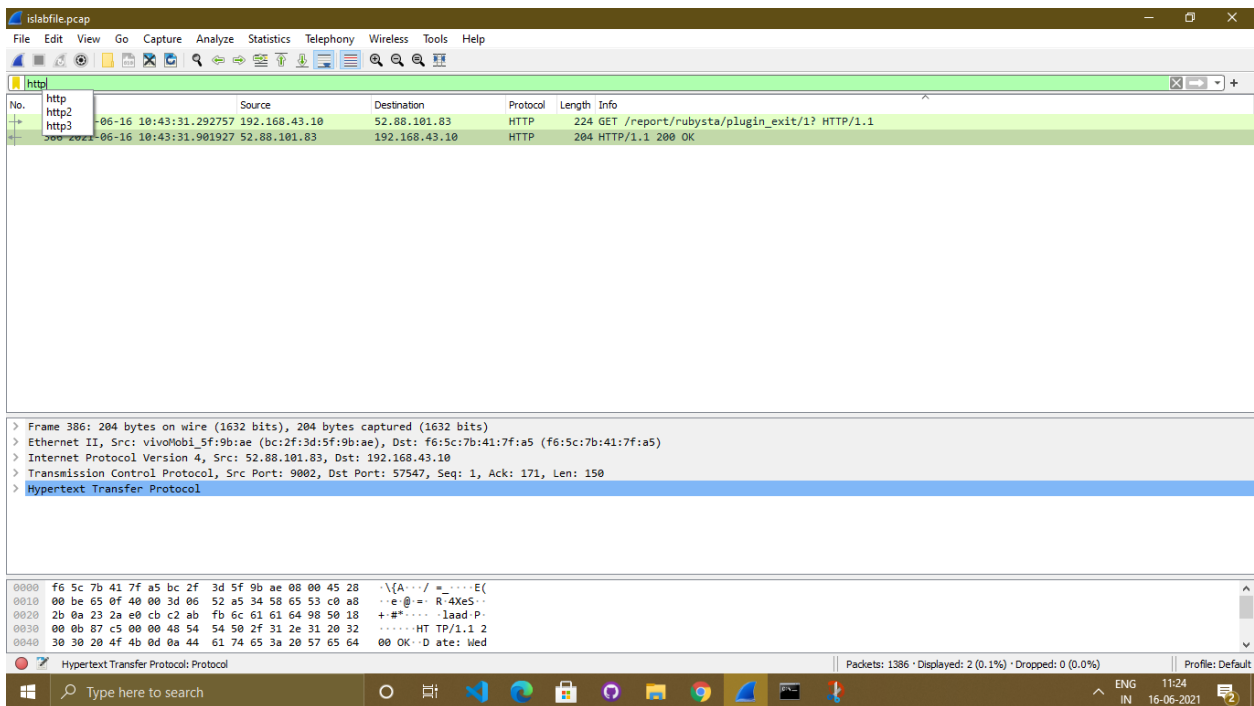 islabfile.pcap
File Edit View Go Capture Analyze Statistics Telephony Wireless Tools Help
http
http
http2
http3
No. Source Destination Protocol Length Info
-06-16 10:43:31.292757 192.168.43.10 52.88.101.83 HTTP 224 GET /report/rubysta/plugin_exit/1? HTTP/1.1
386 2021-06-16 10:43:31.901927 52.88.101.83 192.168.43.10 HTTP 204 HTTP/1.1 200 OK
> Frame 386: 204 bytes on wire (1632 bits), 204 bytes captured (1632 bits)
> Ethernet II, Src: vivoMobi_5f:9b:ae (bc:2f:3d:5f:9b:ae), Dst: f6:5c:7b:41:7f:a5 (f6:5c:7b:41:7f:a5)
> Internet Protocol Version 4, Src: 52.88.101.83, Dst: 192.168.43.10
> Transmission Control Protocol, Src Port: 9002, Dst Port: 57547, Seq: 1, Ack: 171, Len: 150
> Hypertext Transfer Protocol
0000 f6 5c 7b 41 7f a5 bc 2f 3d 5f 9b ae 08 00 45 28 ·\{A···/ =_····E(
0010 00 be 65 0f 40 00 3d 06 52 a5 34 58 65 53 c0 a8 ··e·@·=· R·4XeS··
0020 2b 0a 23 2a e0 cb c2 ab fb 6c 61 61 64 98 50 18 +·#*···· ·laad·P·
0030 00 0b 87 c5 00 00 48 54 54 50 2f 31 2e 31 20 32 ······HT TP/1.1 2
0040 30 30 20 4f 4b 0d 0a 44 61 74 65 3a 20 57 65 64 00 OK··D ate: Wed
Hypertext Transfer Protocol: Protocol Packets: 1386 · Displayed: 2 (0.1%) · Dropped: 0 (0.0%) Profile: Default
Type here to search ENG 11:24
IN 16-06-2021 2